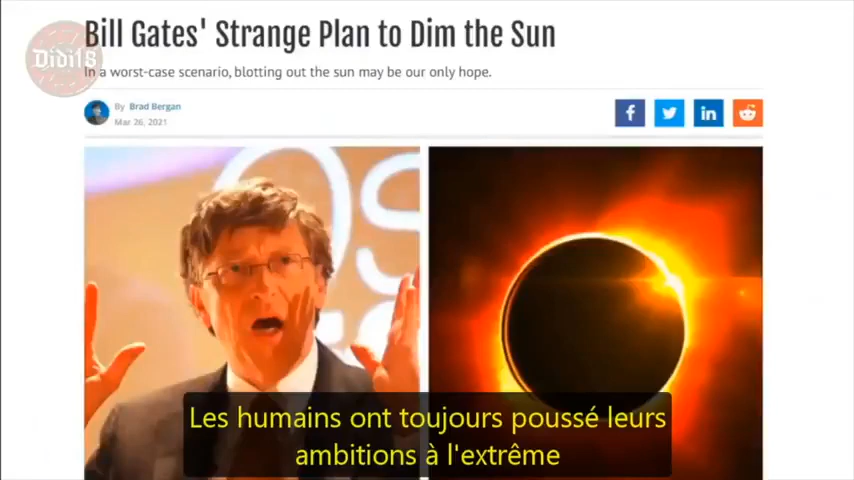 Bill Gates' Strange Plan to Dim the Sun
Didi18
In a worst-case scenario, blotting out the sun may be our only hope.
By Brad Bergan
Mar 26, 2021
Les humains ont toujours poussé leurs
ambitions à l'extrême